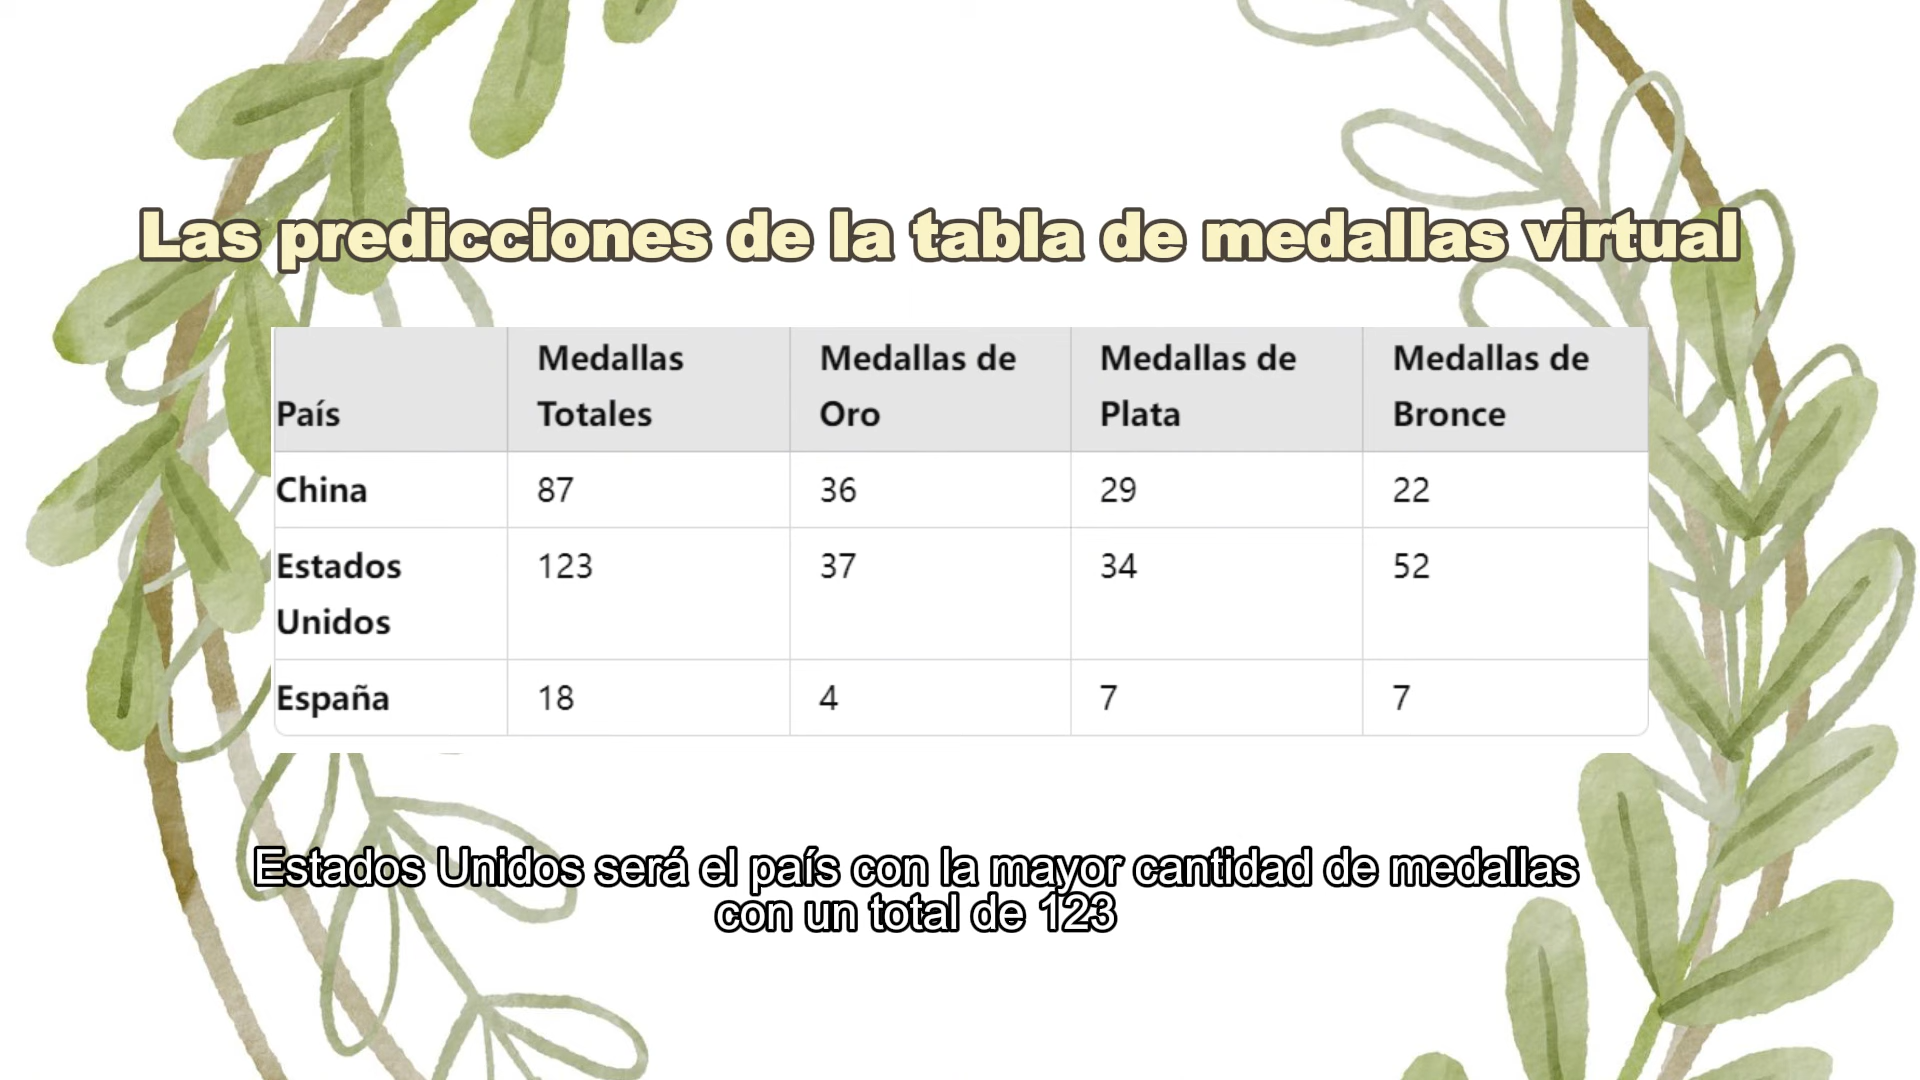 Las predicciones de la tabla de medallas virtual
País Medallas Totales Medallas de Oro Medallas de Plata Medallas de Bronce
China 87 36 29 22
Estados Unidos 123 37 34 52
España 18 4 7 7
Estados Unidos será el país con la mayor cantidad de medallas
con un total de 123